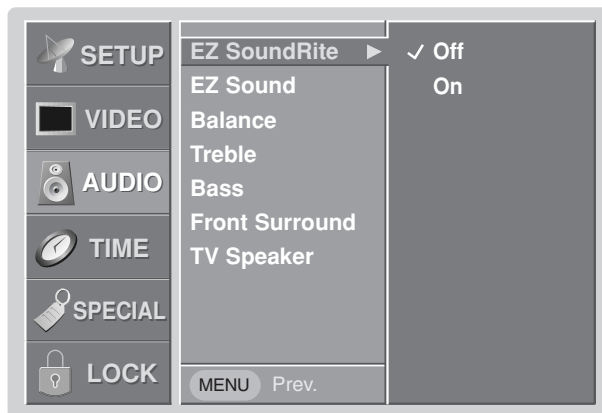 SETUP
VIDEO
AUDIO
TIME
SPECIAL
LOCK
EZ SoundRite ►
EZ Sound
Balance
Treble
Bass
Front Surround
TV Speaker
MENU Prev.
✓ Off
On